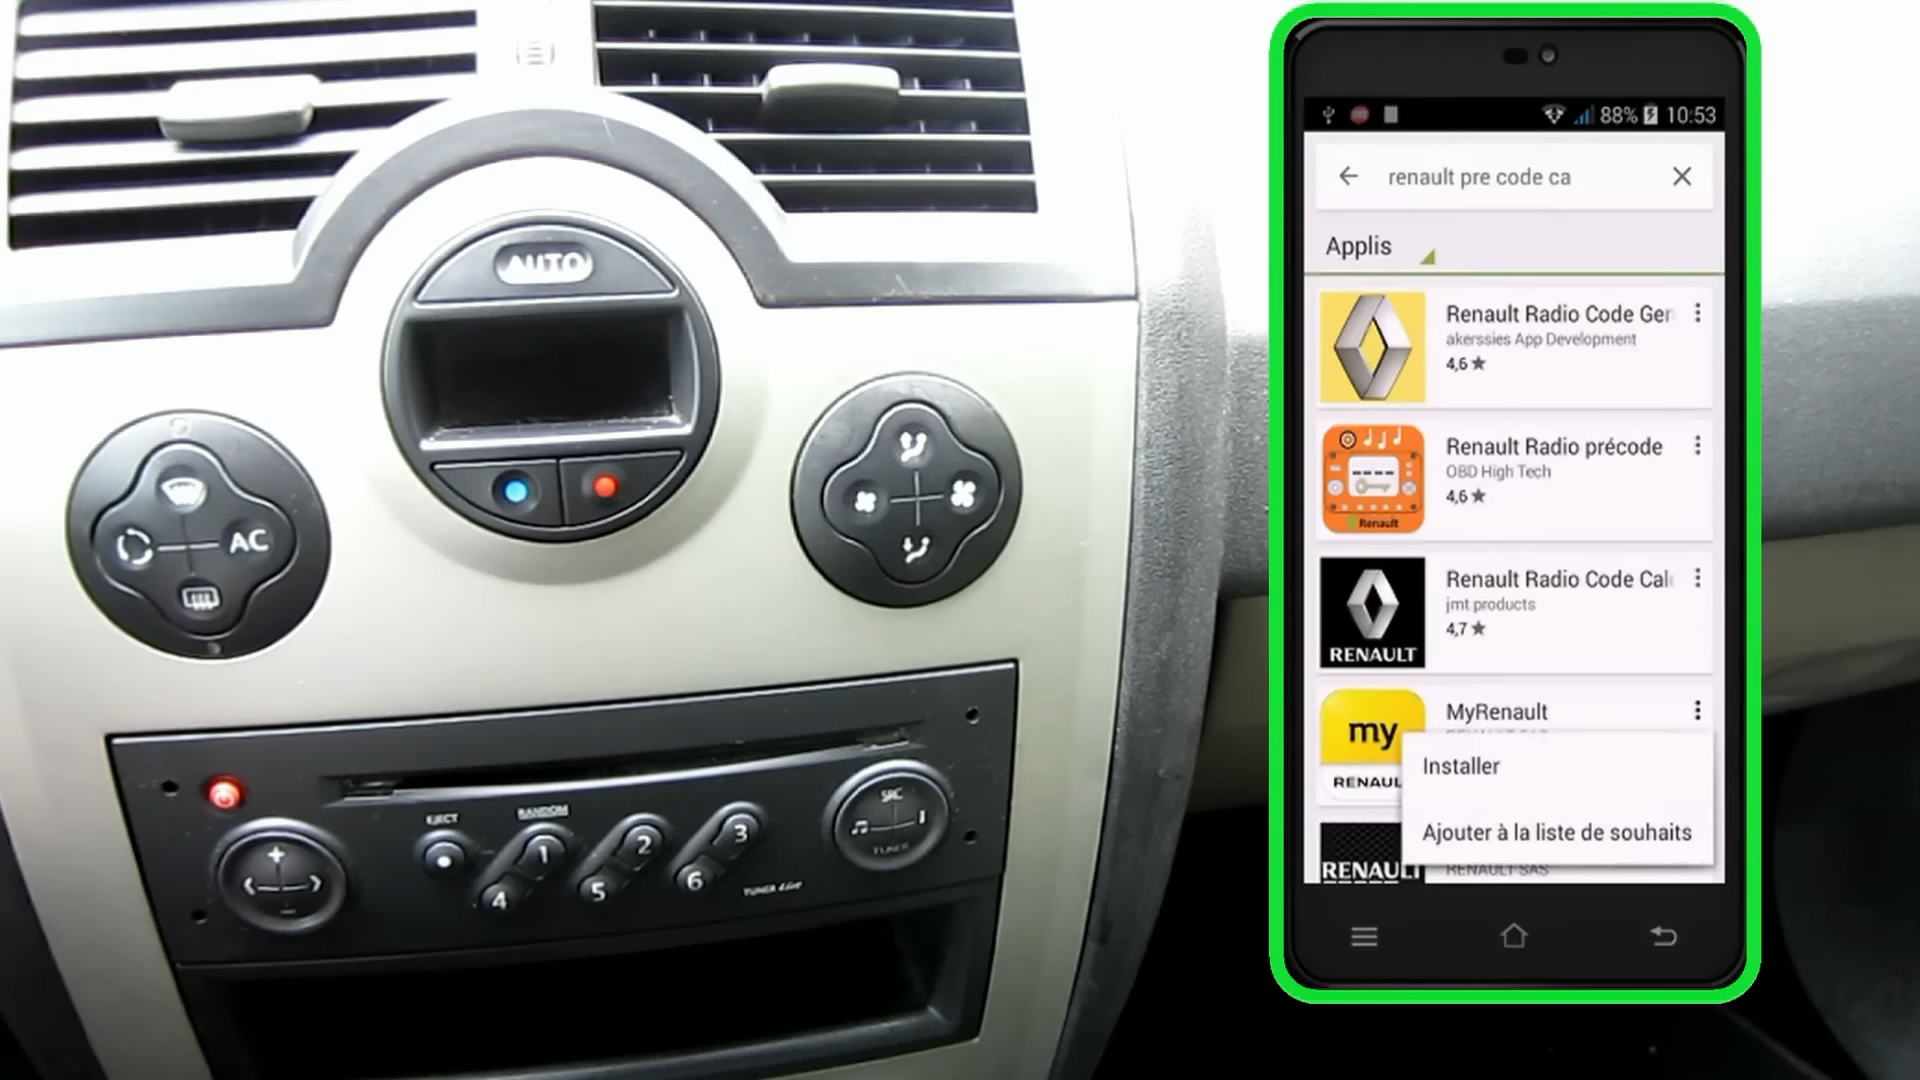 AUTO
AC
EJECT
RANDOM
1
2
3
4
5
6
TUNER
SRC
TUNER
88% 10:53
renault pre code ca
Applis
Renault Radio Code Gen
akerssies App Development
4,6
Renault Radio précode
OBD High Tech
4,6
Renault
Renault Radio Code Calc
jmt products
4,7
RENAULT
MyRenault
my
RENAUL
Installer
Ajouter à la liste de souhaits
RENAULT
RENAULT SAS